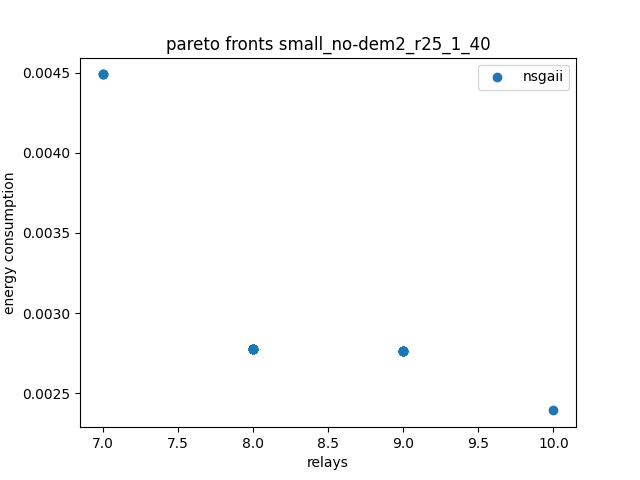 pareto fronts small_no-dem2_r25_1_40
nsgaii
0.0045
0.0040
0.0035
0.0030
0.0025
energy consumption
7.0 7.5 8.0 8.5 9.0 9.5 10.0
relays